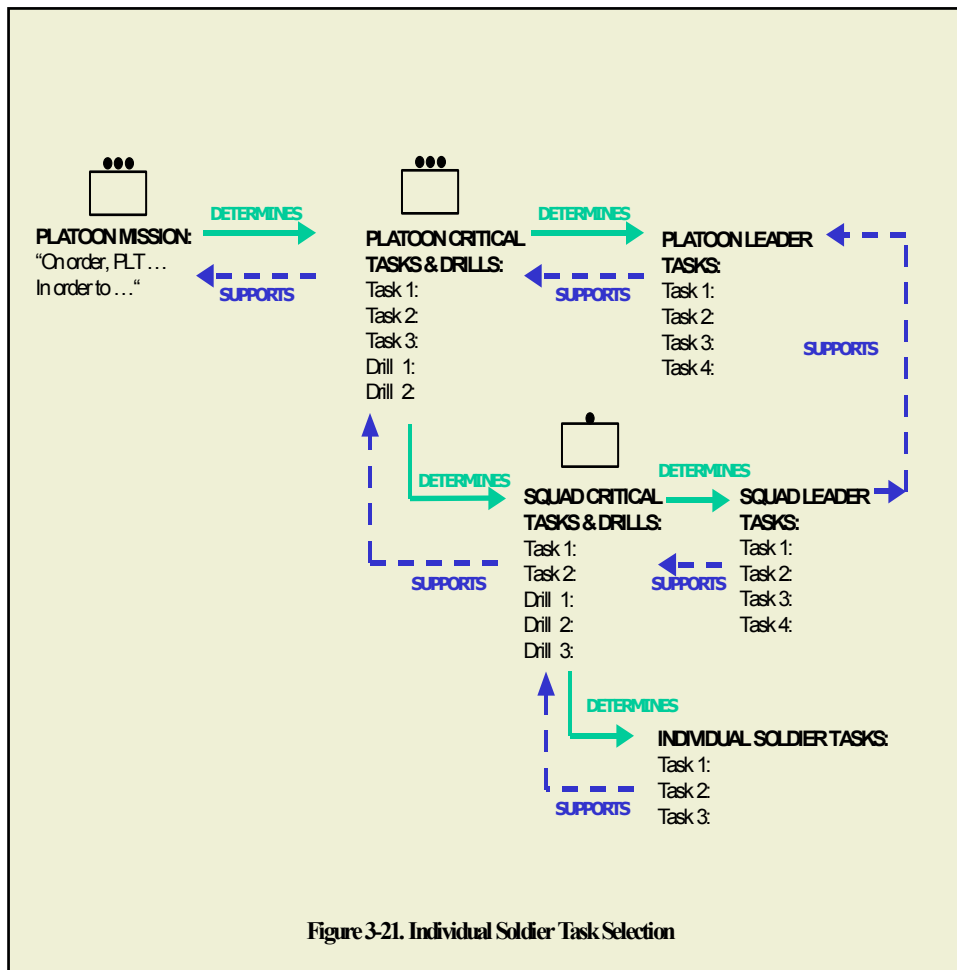 DETERMINES
PLATOON MISSION:
“On order, PLT …
In order to …“
SUPPORTS
PLATOON CRITICAL
TASKS & DRILLS:
Task 1:
Task 2:
Task 3:
Drill 1:
Drill 2:
DETERMINES
SUPPORTS
PLATOON LEADER
TASKS:
Task 1:
Task 2:
Task 3:
Task 4:
SUPPORTS
DETERMINES
SUPPORTS
SQUAD CRITICAL
TASKS & DRILLS:
Task 1:
Task 2:
Drill 1:
Drill 2:
Drill 3:
DETERMINES
SUPPORTS
SQUAD LEADER
TASKS:
Task 1:
Task 2:
Task 3:
Task 4:
DETERMINES
SUPPORTS
INDIVIDUAL SOLDIER TASKS:
Task 1:
Task 2:
Task 3:
Figure 3-21. Individual Soldier Task Selection